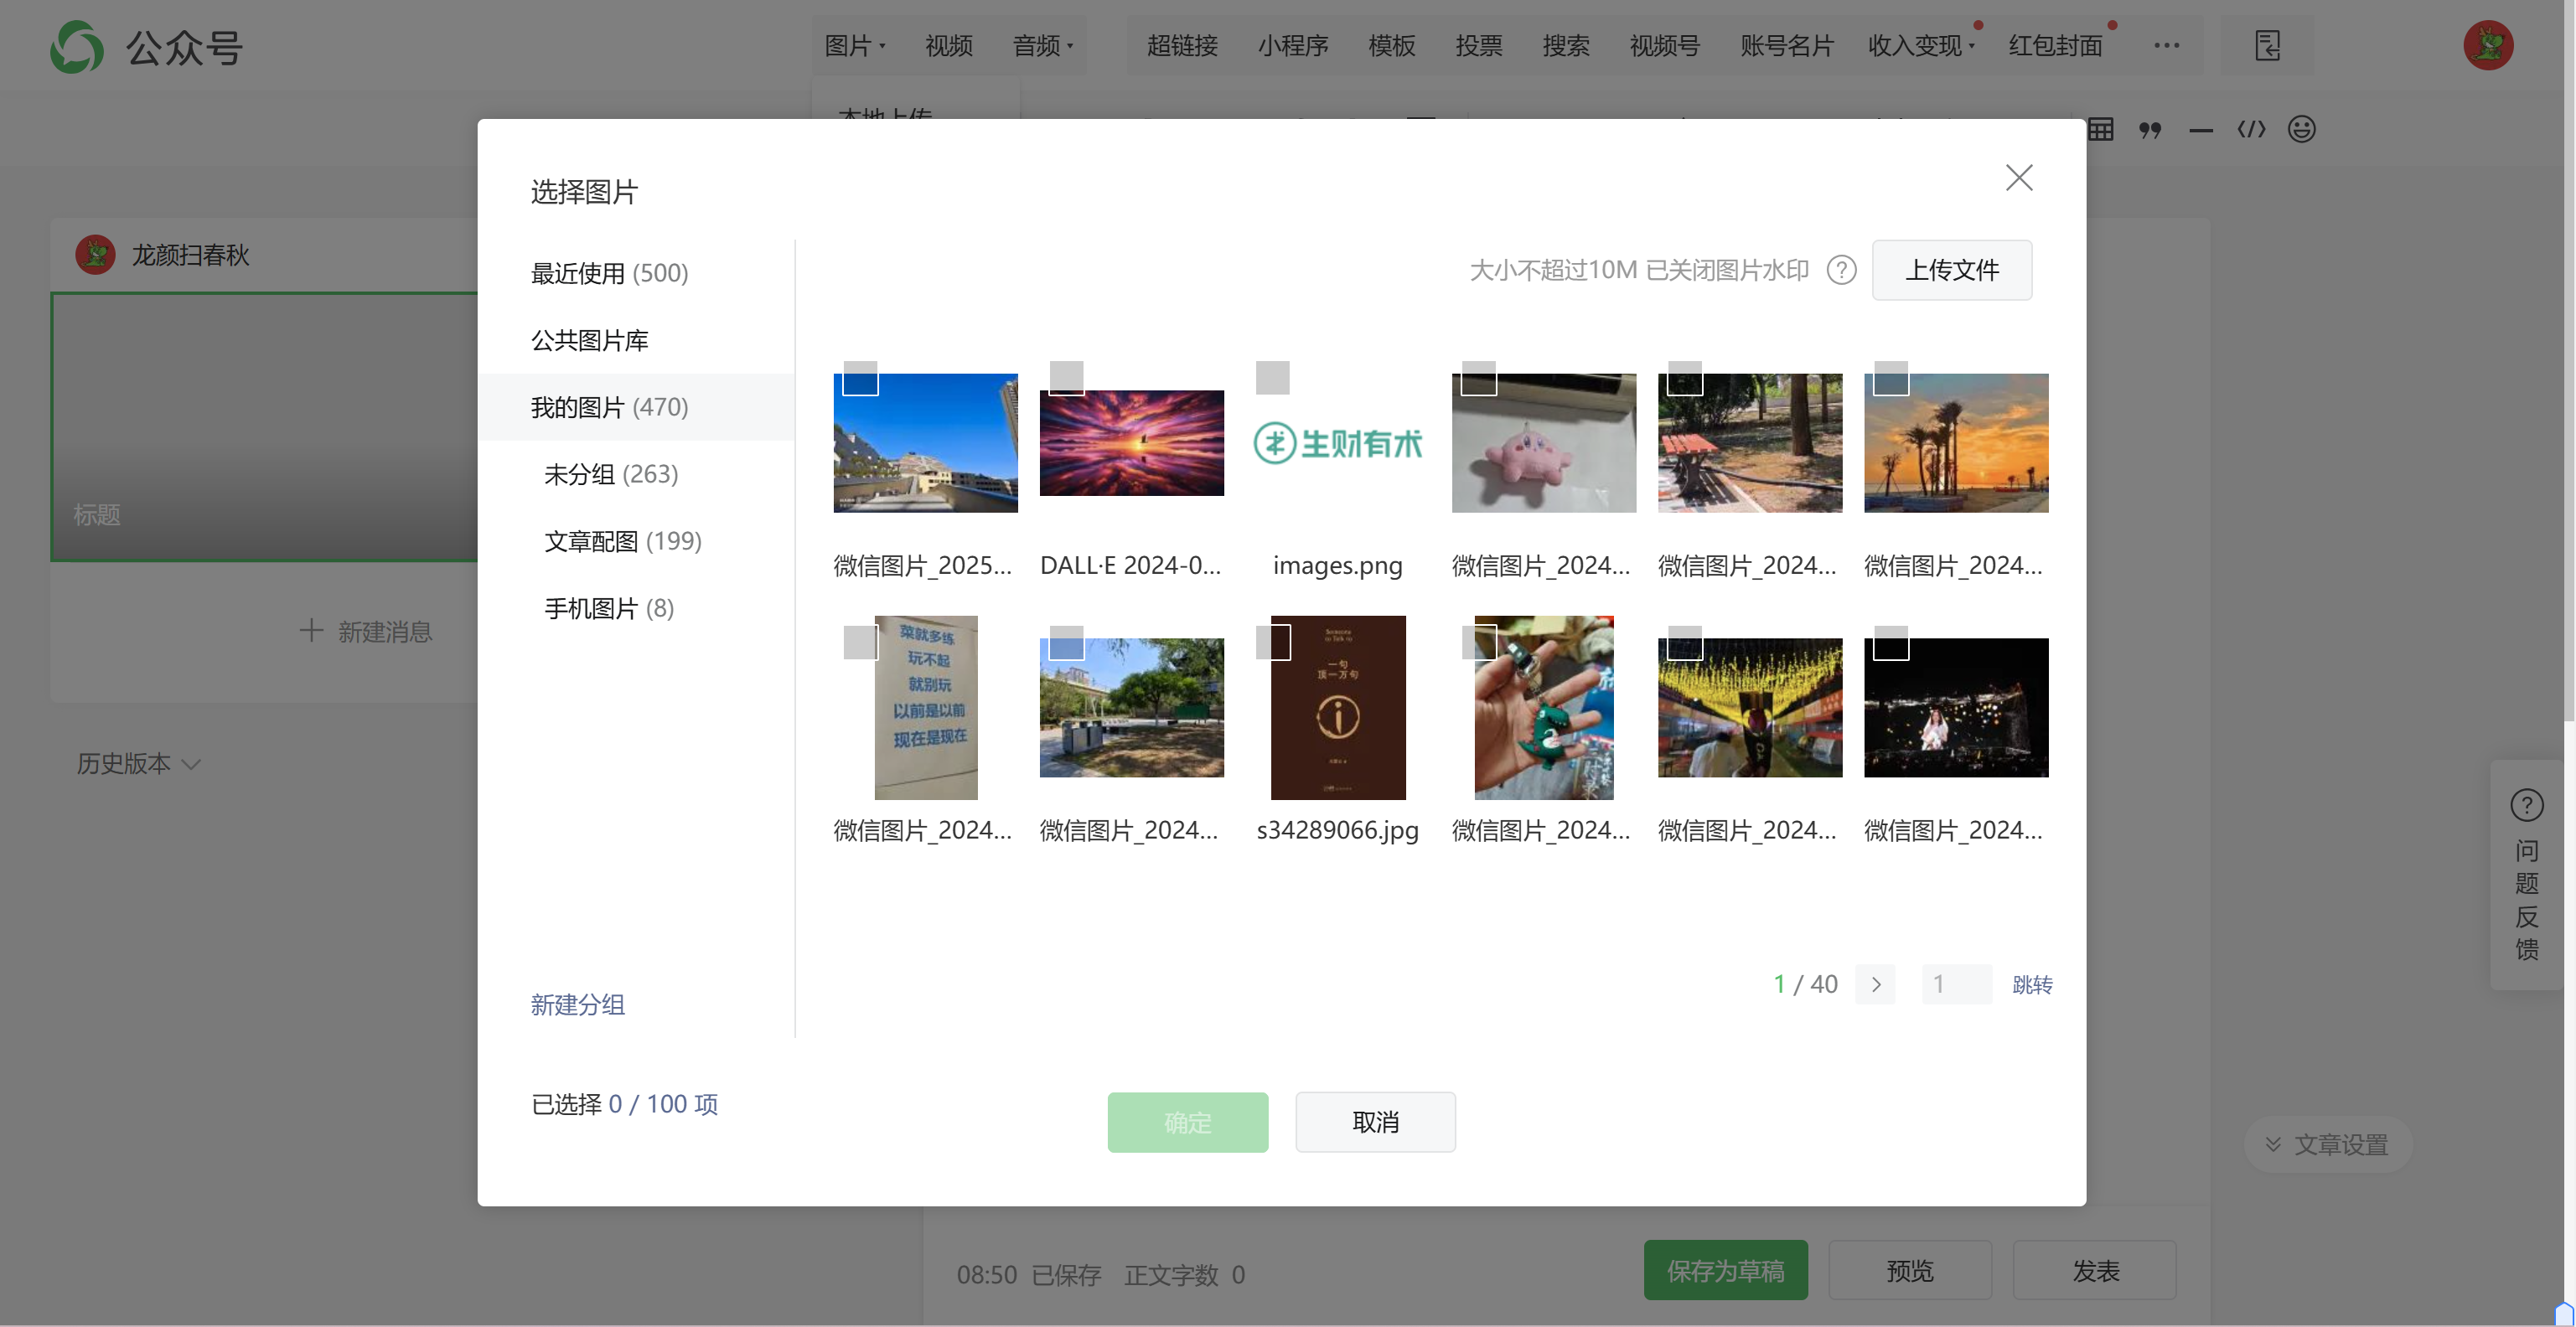 公众号
图片 视频 音频 超链接 小程序 模板 投票 搜索 视频号 账号名片 收入变现 红包封面
本地上传
选择图片
龙颜扫春秋
标题
新建消息
历史版本
最近使用 (500)
公共图片库
我的图片 (470)
未分组 (263)
文章配图 (199)
手机图片 (8)
新建分组
大小不超过10M 已关闭图片水印
上传文件
生财有术
微信图片_2025... DALL·E 2024-0... images.png 微信图片_2024... 微信图片_2024... 微信图片_2024...
菜就多练
玩不起
就别玩
以前是以前
现在是现在
Someone
to Talk to
一句
顶一万句
微信图片_2024... 微信图片_2024... s34289066.jpg 微信图片_2024... 微信图片_2024... 微信图片_2024...
1 / 40 1 跳转
已选择 0 / 100 项
确定 取消
问题反馈
文章设置
08:50 已保存 正文字数 0
保存为草稿 预览 发表